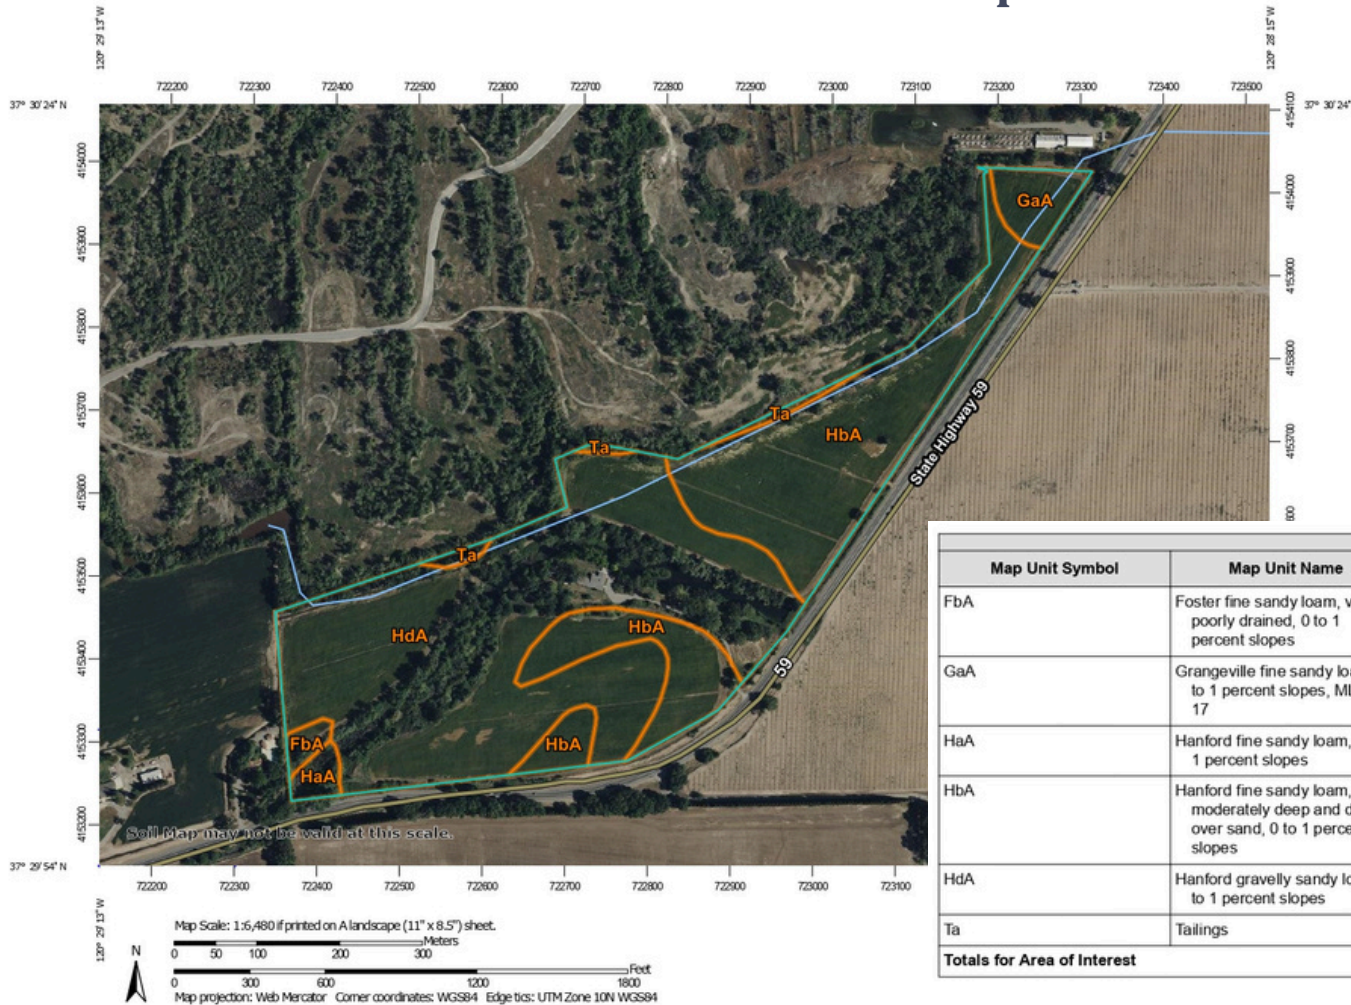 120° 29' 13" W
120° 28' 15" W
722200 722300 722400 722500 722600 722700 722800 722900 723000 723100 723200 723300 723400 723500
37° 30' 24" N
37° 30' 24"
4154100
4154000
4154000
4153900
4153900
4153800
4153800
4153700
4153700
4153600
600
4153500
4153400
4153300
4153200
GaA
Ta
HbA
Ta
State Highway 59
Ta
HbA
HdA
59
FbA
HbA
HaA
Soil Map may not be valid at this scale.
37° 29' 54" N
722200 722300 722400 722500 722600 722700 722800 722900 723000 723100
120° 29' 13" W
Map Scale: 1:6,480 if printed on A landscape (11" x 8.5") sheet.
N
Meters
0 50 100 200 300
Feet
0 300 600 1200 1800
Map projection: Web Mercator Corner coordinates: WGS84 Edge tics: UTM Zone 10N WGS84
Map Unit Symbol Map Unit Name
FbA Foster fine sandy loam, v
poorly drained, 0 to 1
percent slopes
GaA Grangeville fine sandy loa
to 1 percent slopes, ML
17
HaA Hanford fine sandy loam,
1 percent slopes
HbA Hanford fine sandy loam,
moderately deep and d
over sand, 0 to 1 perce
slopes
HdA Hanford gravelly sandy lo
to 1 percent slopes
Ta Tailings
Totals for Area of Interest